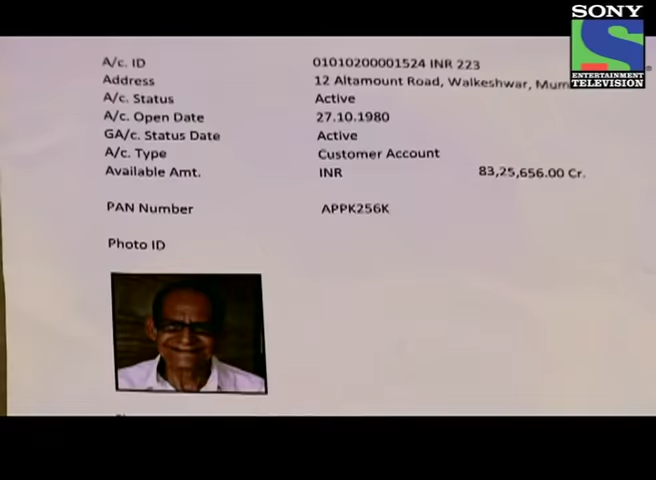 SONY
ENTERTAINMENT
TELEVISION
A/c. ID 01010200001524 INR 223
Address 12 Altamount Road, Walkeshwar,
A/c. Status Active
A/c. Open Date 27.10.1980
GA/c. Status Date Active
A/c. Type Customer Account
Available Amt. INR 83,25,656.00 Cr.
PAN Number APPK256K
Photo ID